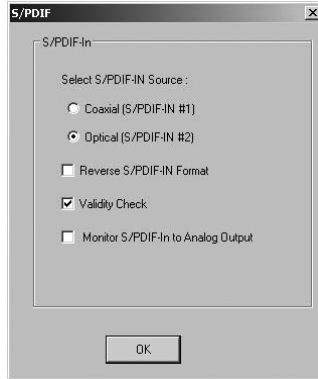 S/PDIF
S/PDIF-In
Select S/PDIF-IN Source :
Coaxial (S/PDIF-IN #1)
Optical (S/PDIF-IN #2)
Reverse S/PDIF-IN Format
Validity Check
Monitor S/PDIF-In to Analog Output
OK